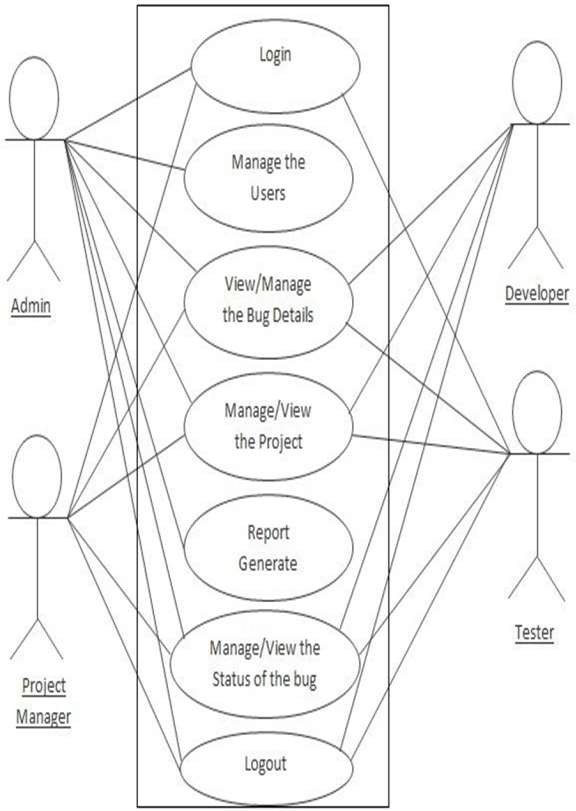 Login
Manage the
Users
View/Manage
the Bug Details
Manage/View
the Project
Report
Generate
Manage/View the
Status of the bug
Logout
Admin
Project
Manager
Developer
Tester